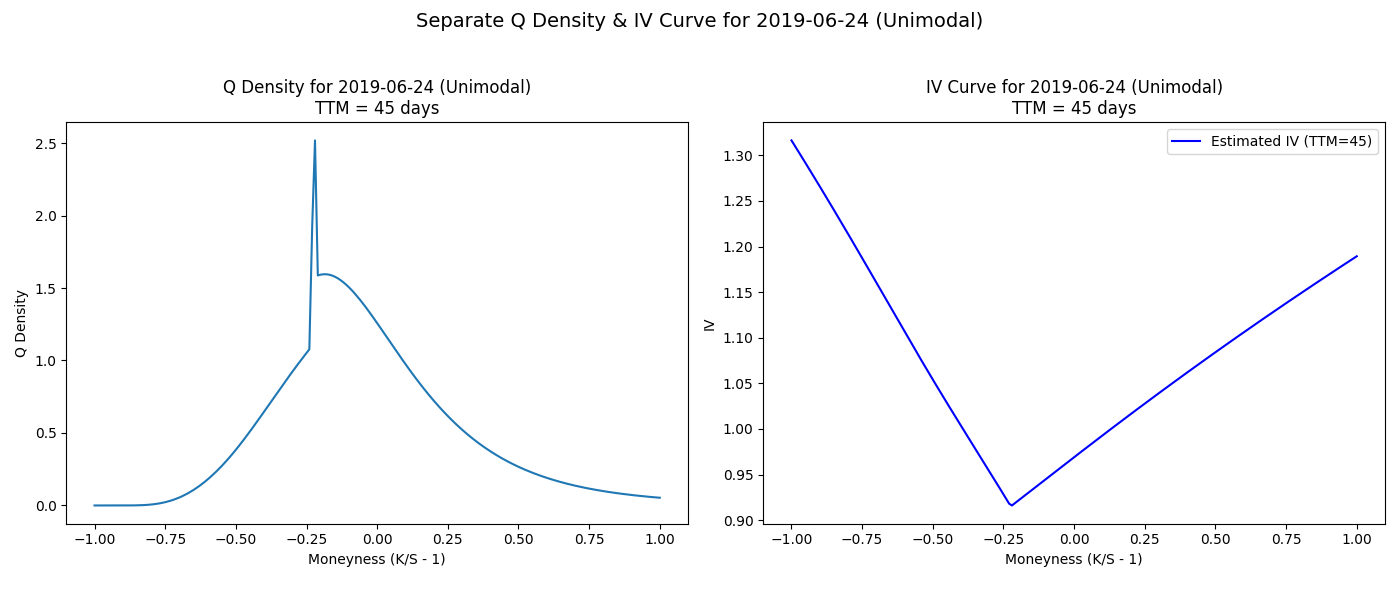 Separate Q Density & IV Curve for 2019-06-24 (Unimodal)
Q Density for 2019-06-24 (Unimodal)
TTM = 45 days
2.5
2.0
1.5
1.0
0.5
0.0
Q Density
−1.00 −0.75 −0.50 −0.25 0.00 0.25 0.50 0.75 1.00
Moneyness (K/S - 1)
IV Curve for 2019-06-24 (Unimodal)
TTM = 45 days
Estimated IV (TTM=45)
1.30
1.25
1.20
1.15
1.10
1.05
1.00
0.95
0.90
IV
−1.00 −0.75 −0.50 −0.25 0.00 0.25 0.50 0.75 1.00
Moneyness (K/S - 1)